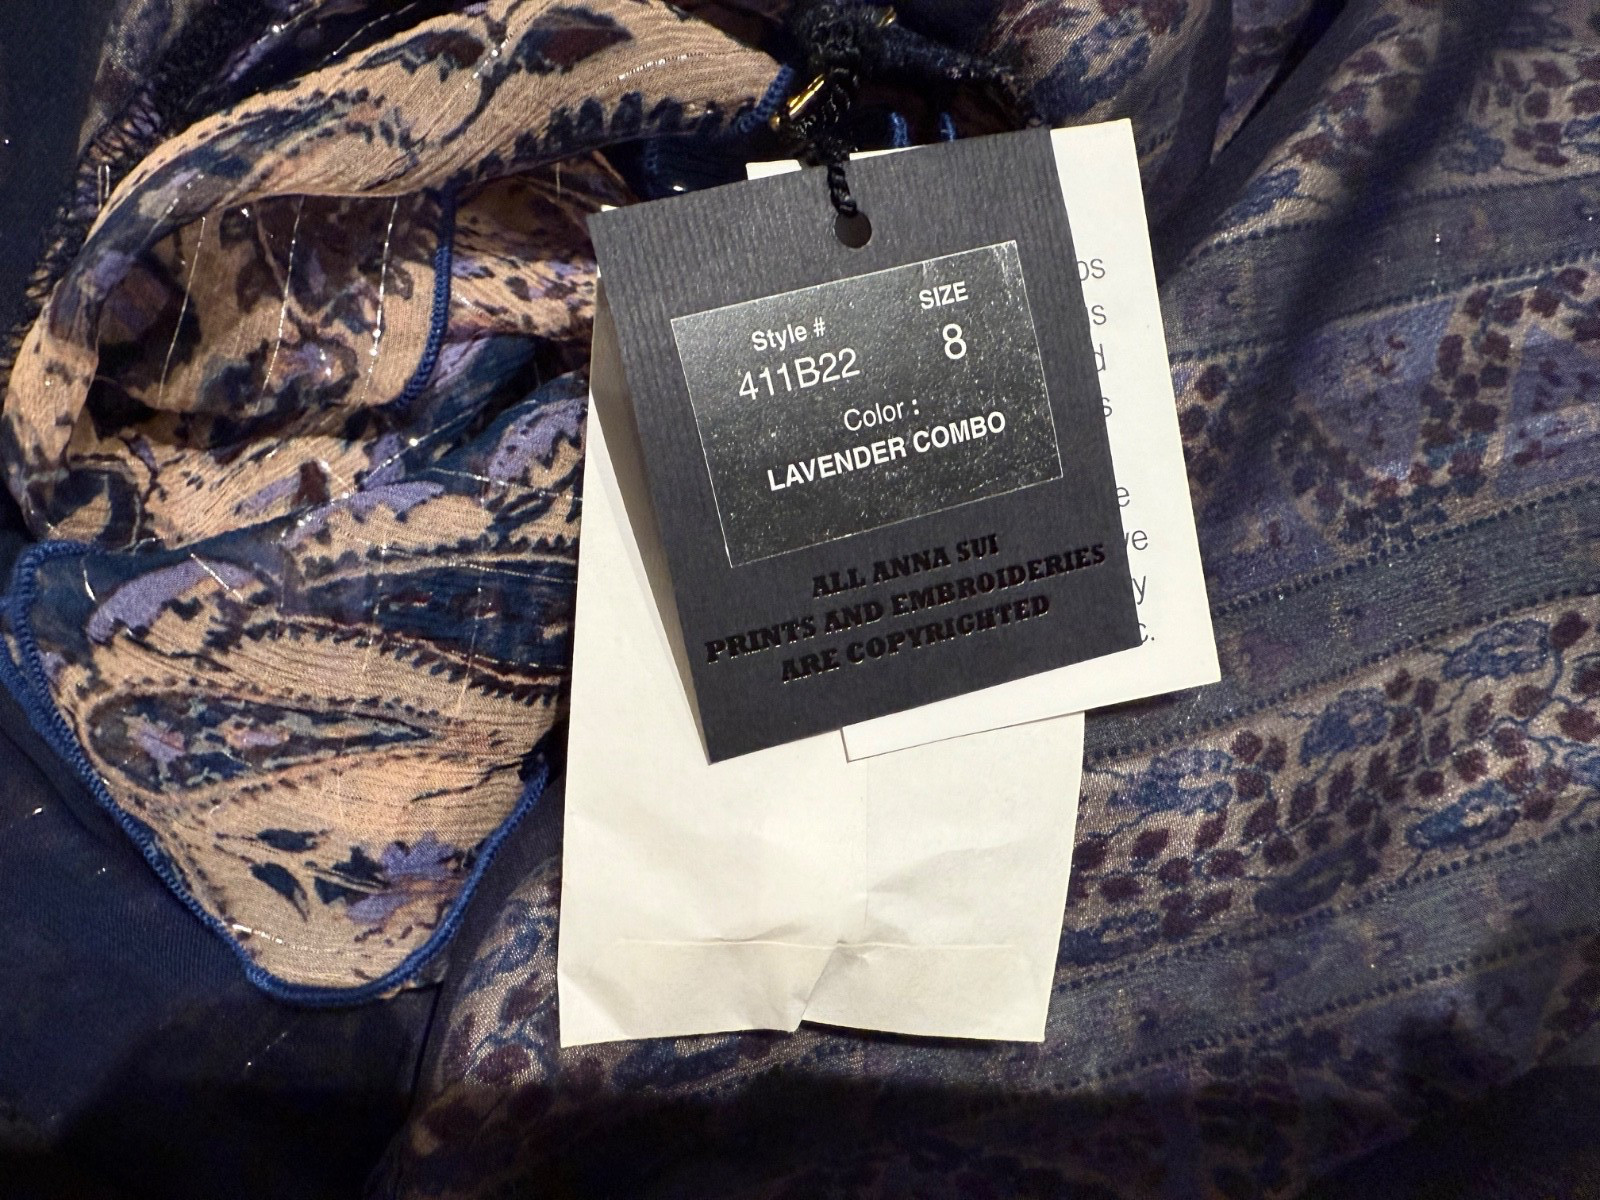 Style #
SIZE
411B22
8
Color :
LAVENDER COMBO
ALL ANNA SUI
PRINTS AND EMBROIDERIES
ARE COPYRIGHTED